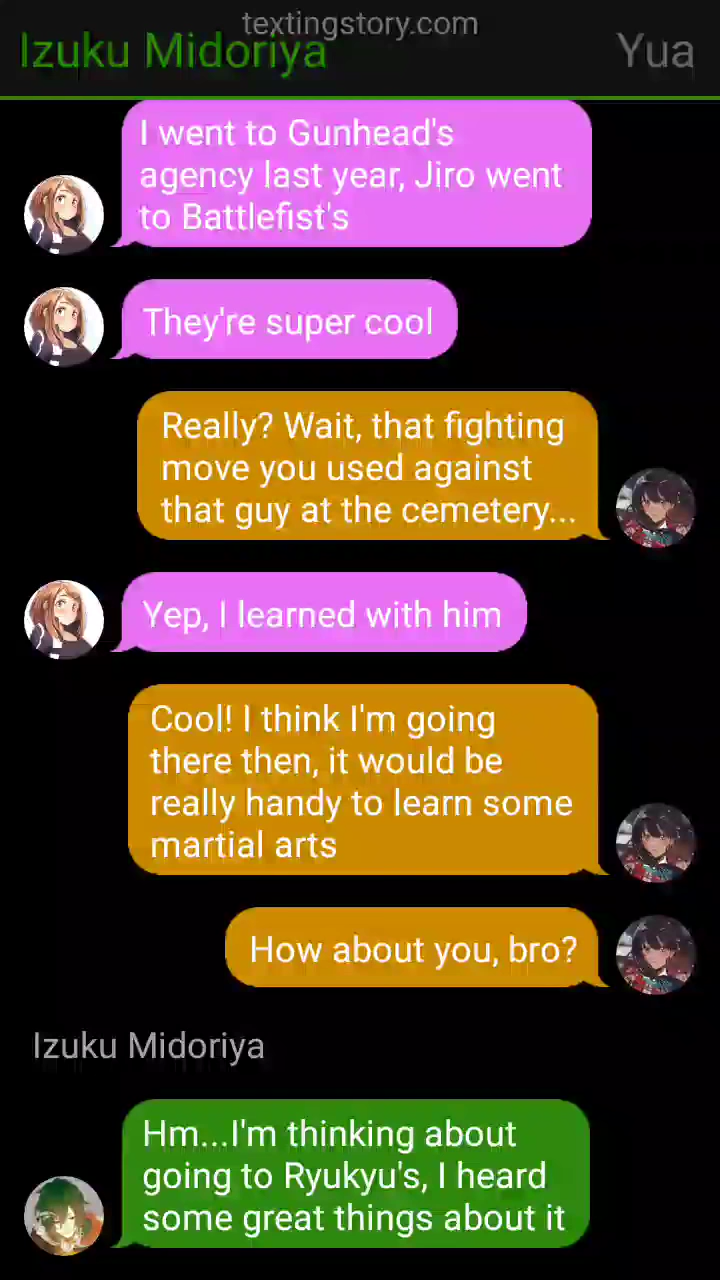 textingstory.com
Izuku Midoriya
Yua
I went to Gunhead's
agency last year, Jiro went
to Battlefist's
They're super cool
Really? Wait, that fighting
move you used against
that guy at the cemetery...
Yep, I learned with him
Cool! I think I'm going
there then, it would be
really handy to learn some
martial arts
How about you, bro?
Izuku Midoriya
Hm...I'm thinking about
going to Ryukyu's, I heard
some great things about it